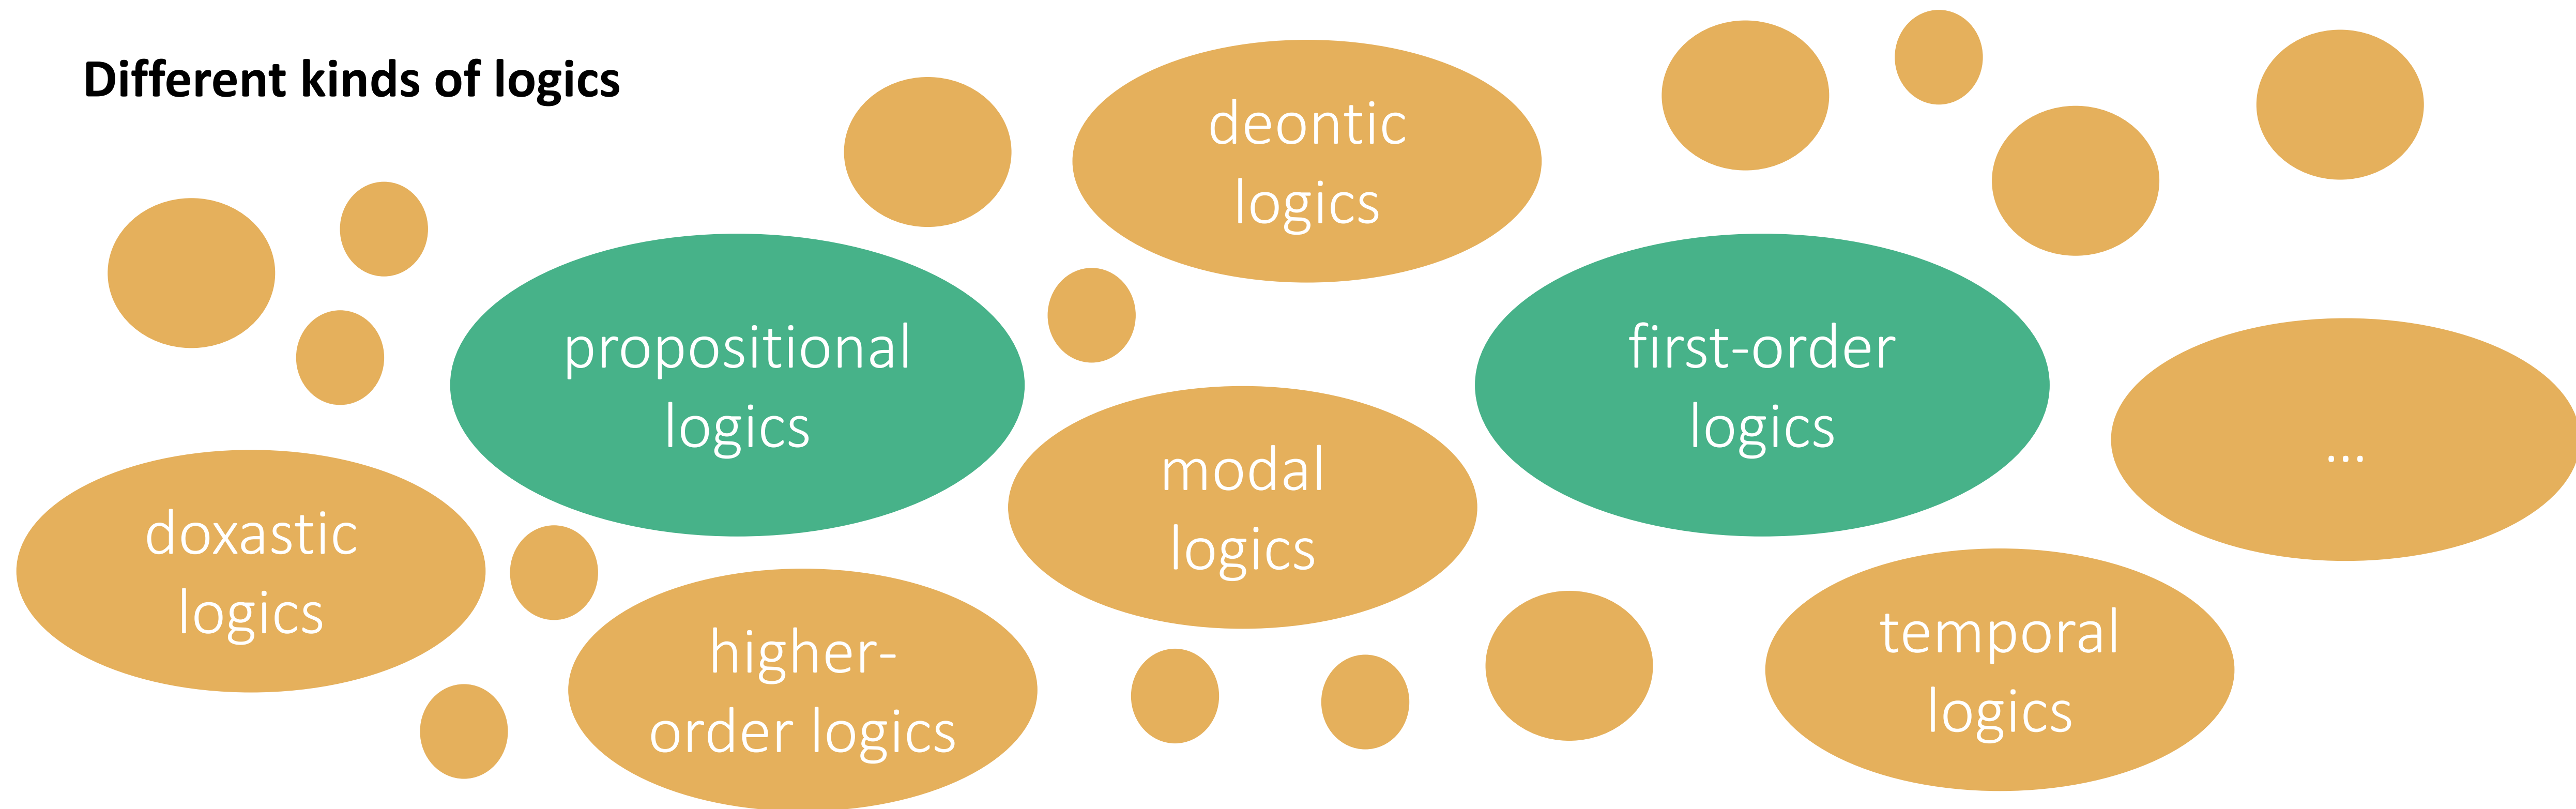 Different kinds of logics
deontic
logics
propositional
logics
first-order
logics
modal
logics
...
doxastic
logics
higher-
order logics
temporal
logics